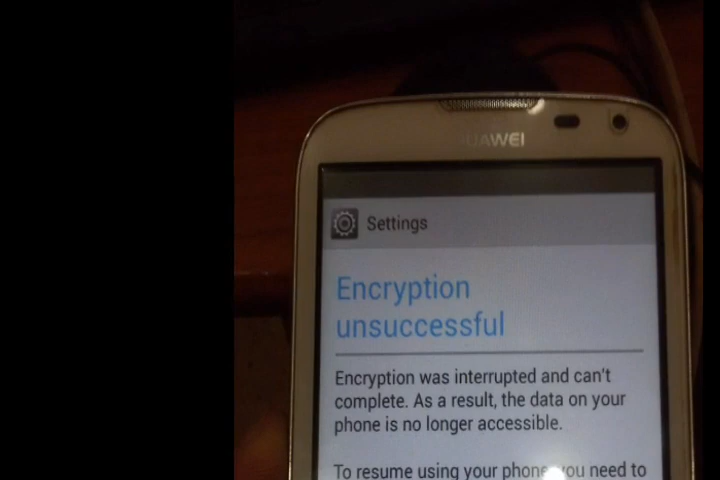 HUAWEI
Settings
Encryption
unsuccessful
Encryption was interrupted and can't
complete. As a result, the data on your
phone is no longer accessible.
To resume using your phone, you need to